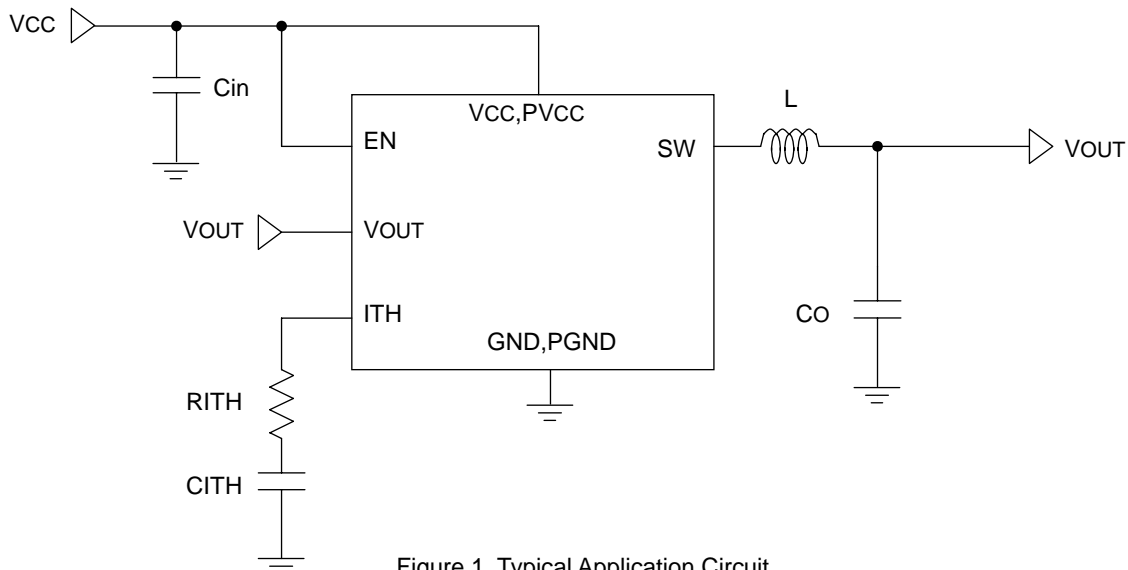 VCC
Cin
VCC,PVCC
L
EN
SW
VOUT
VOUT
VOUT
ITH
CO
GND,PGND
RITH
CITH
Figure 1. Typical Application Circuit